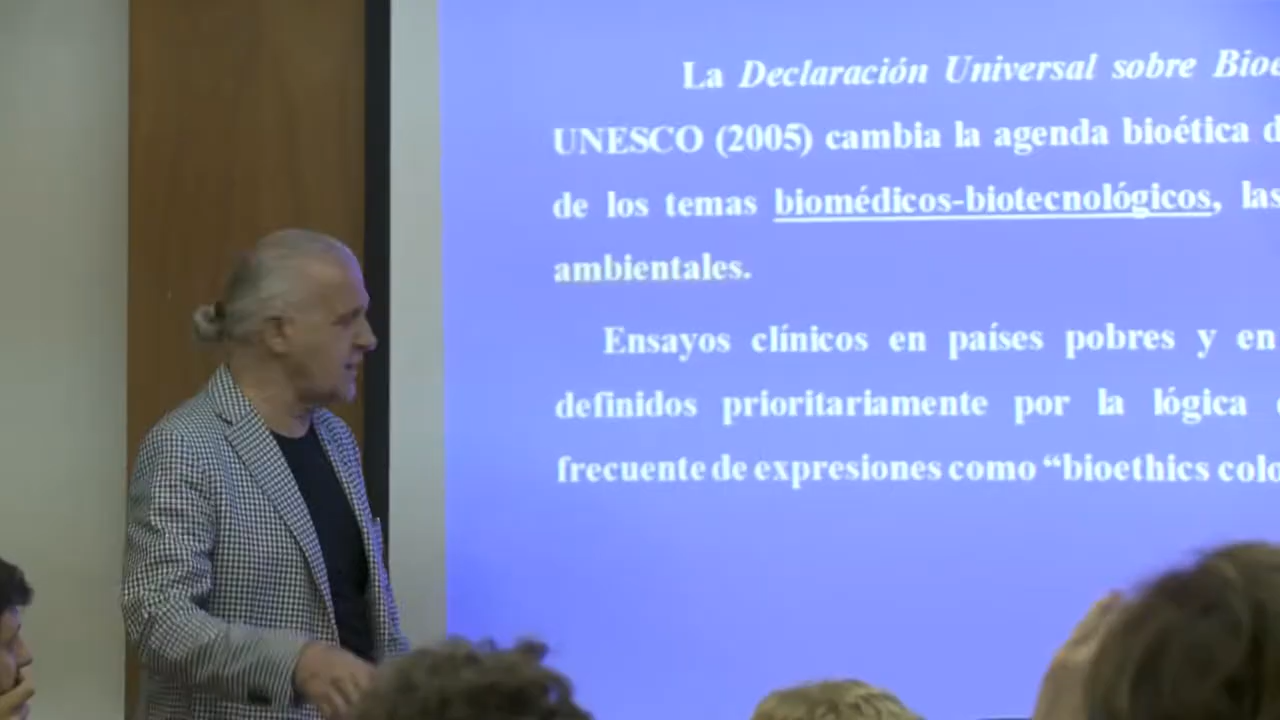 La Declaración Universal sobre
UNESCO (2005) cambia la agenda bioética
de los temas biomédicos-biotecnológicos, las
ambientales.
Ensayos clínicos en países pobres y en
definidos prioritariamente por la lógica
frecuente de expresiones como “bioethics